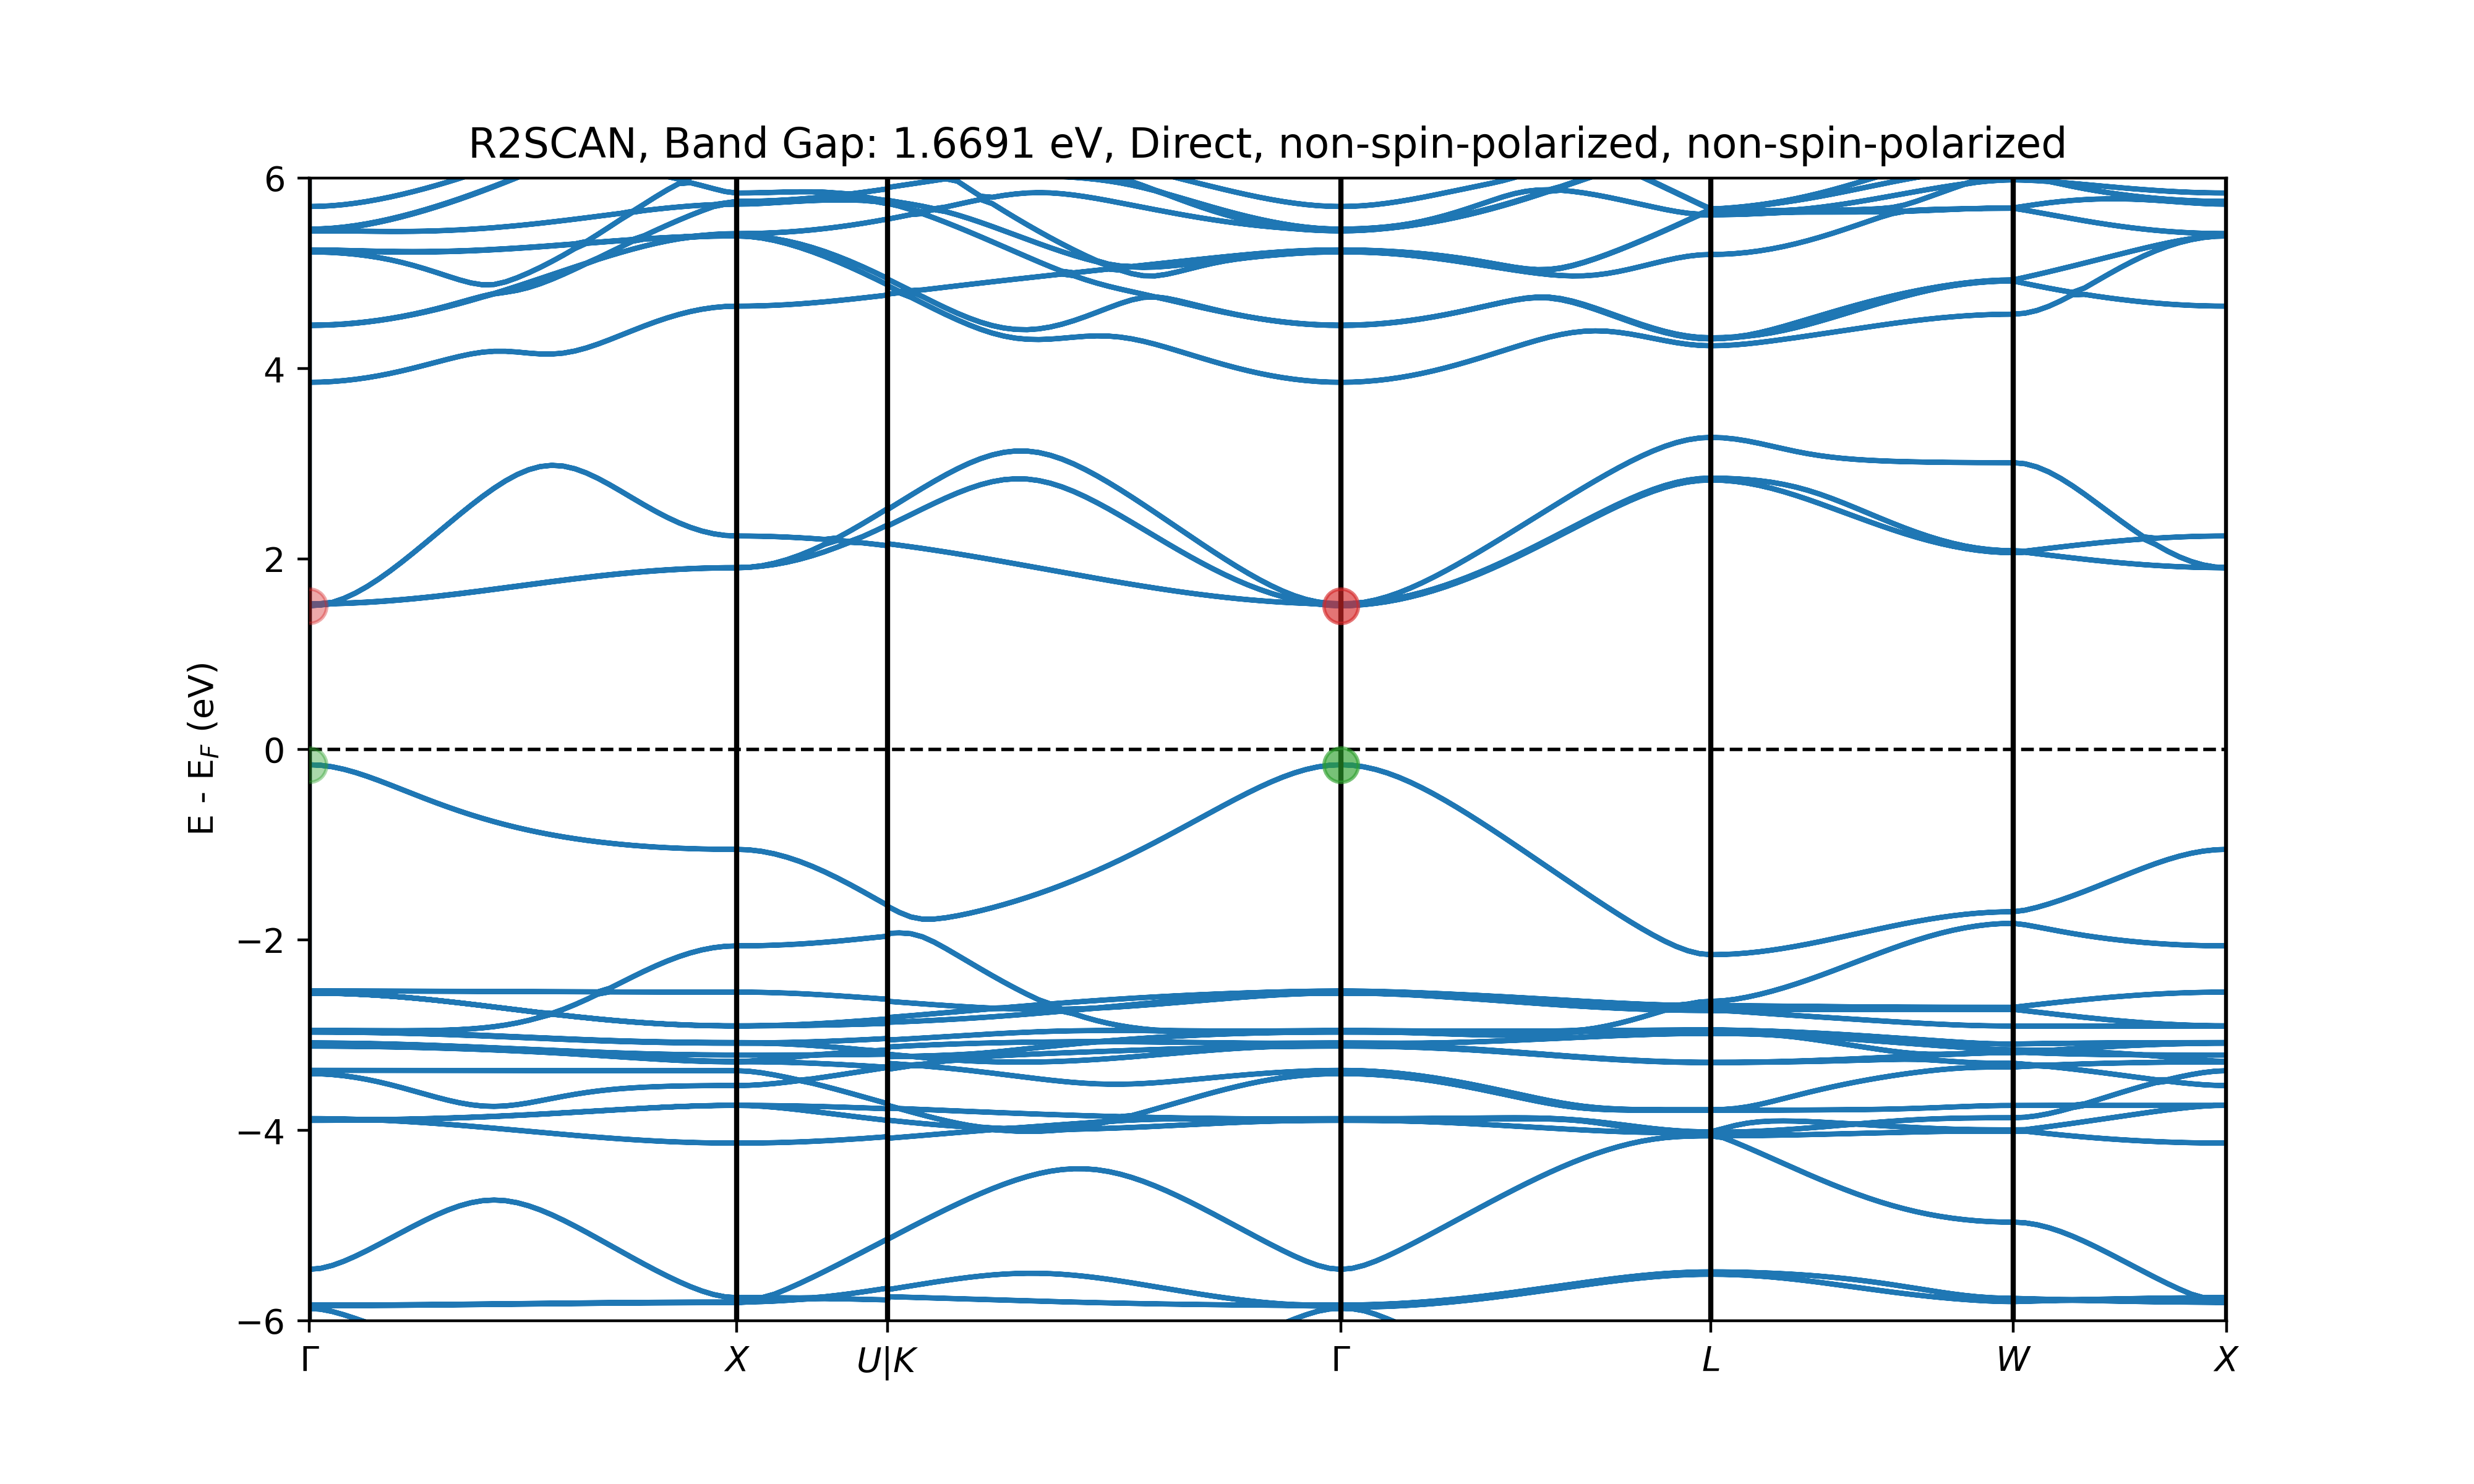 R2SCAN, Band Gap: 1.6691 eV, Direct, non-spin-polarized, non-spin-polarized
6
4
2
0
−2
−4
−6
E - E_F (eV)
Γ X U|K Γ L W X